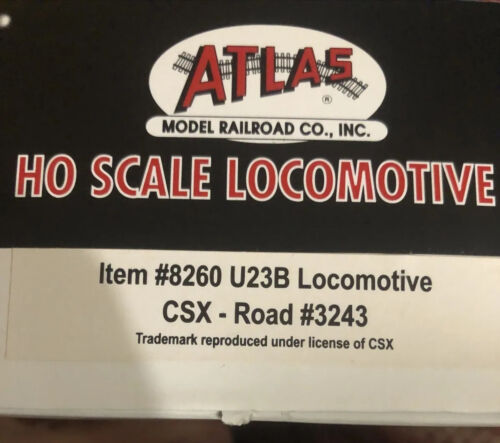 ATLAS
®
MODEL RAILROAD CO., INC.
HO SCALE LOCOMOTIVE
Item #8260 U23B Locomotive
CSX - Road #3243
Trademark reproduced under license of CSX